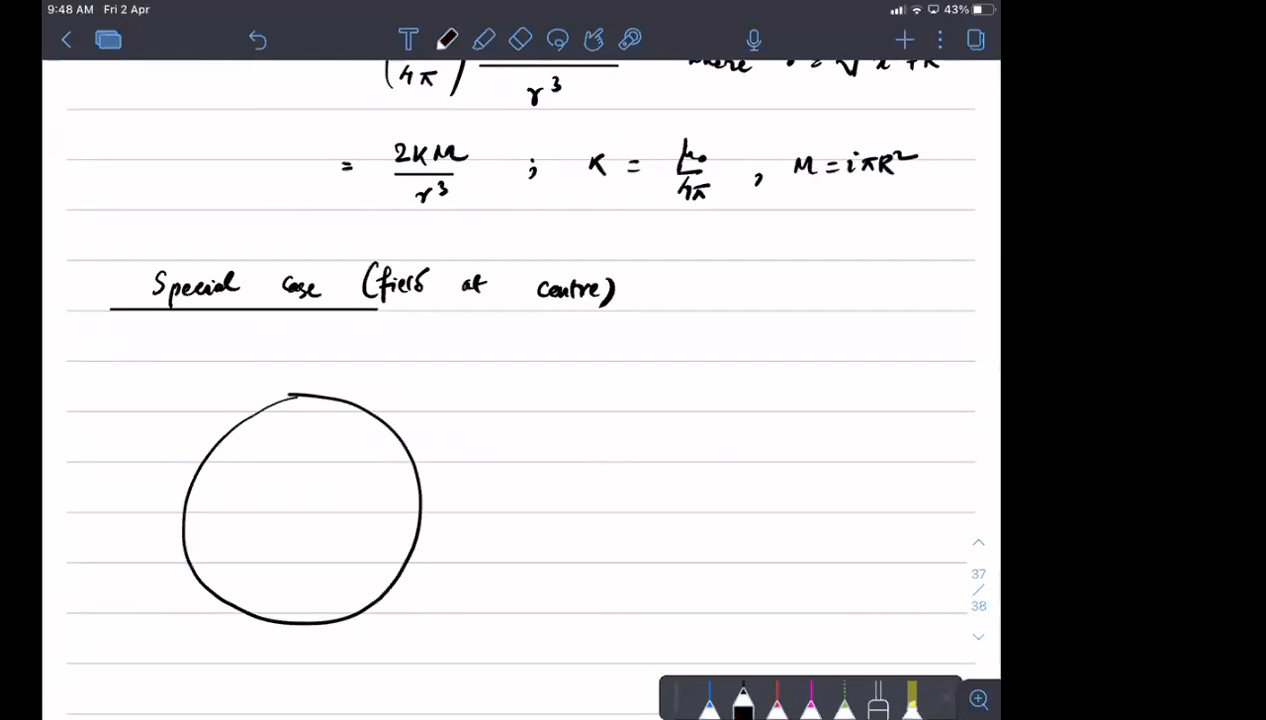 9:48 AM Fri 2 Apr
43%
T
(4π) r³
= 2KM/r³ ; K = μ₀/4π , M = iπR²
Special case (field at centre)
37
/
38